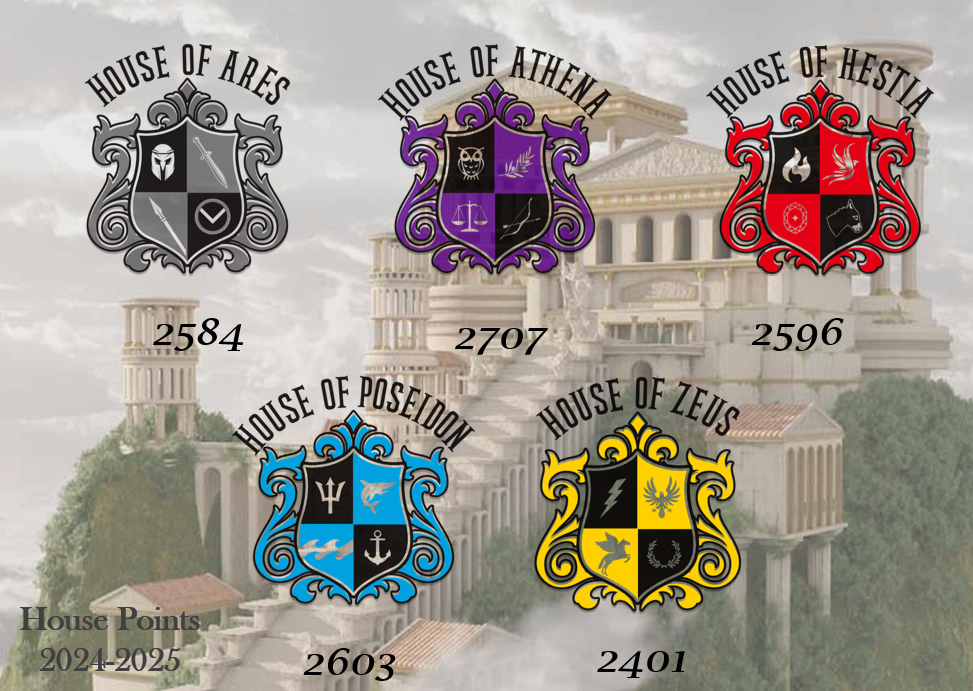 HOUSE OF ARES
HOUSE OF ATHENA
HOUSE OF HESTIA
2584
2707
2596
HOUSE OF POSEIDON
HOUSE OF ZEUS
House Points
2024-2025
2603
2401